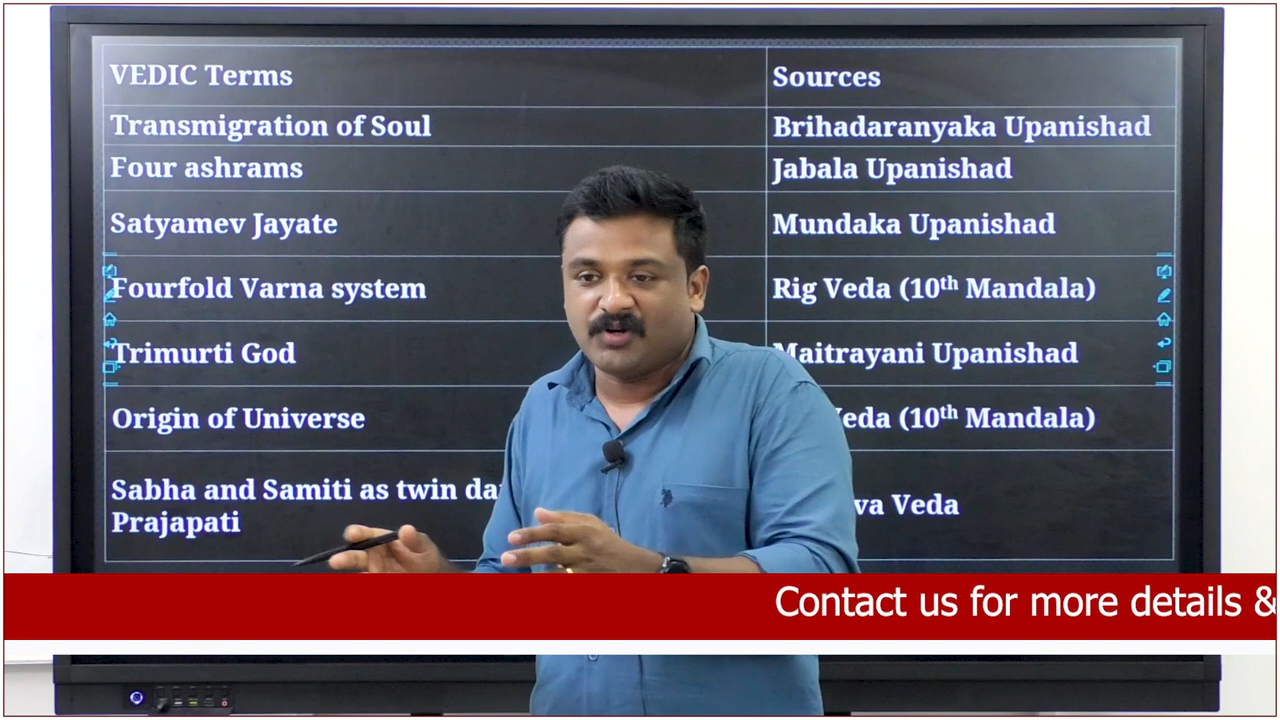 VEDIC Terms Sources
Transmigration of Soul Brihadaranyaka Upanishad
Four ashrams Jabala Upanishad
Satyamev Jayate Mundaka Upanishad
Fourfold Varna system Rig Veda (10th Mandala)
Trimurti God Maitrayani Upanishad
Origin of Universe Veda (10th Mandala)
Sabha and Samiti as twin
Prajapati Veda
Contact us for more details &